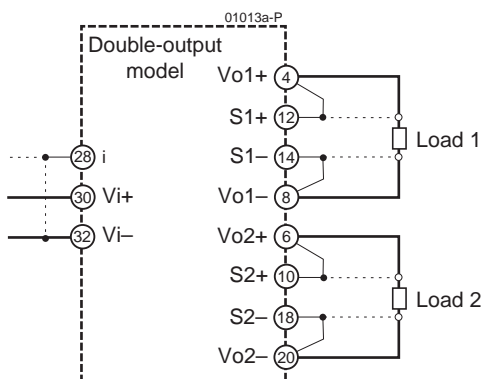 01013a-P
Double-output
model
Vo1+ 4
S1+ 12
28 i
S1– 14
Load 1
30 Vi+
Vo1– 8
32 Vi–
Vo2+ 6
S2+ 10
Load 2
S2– 18
Vo2– 20